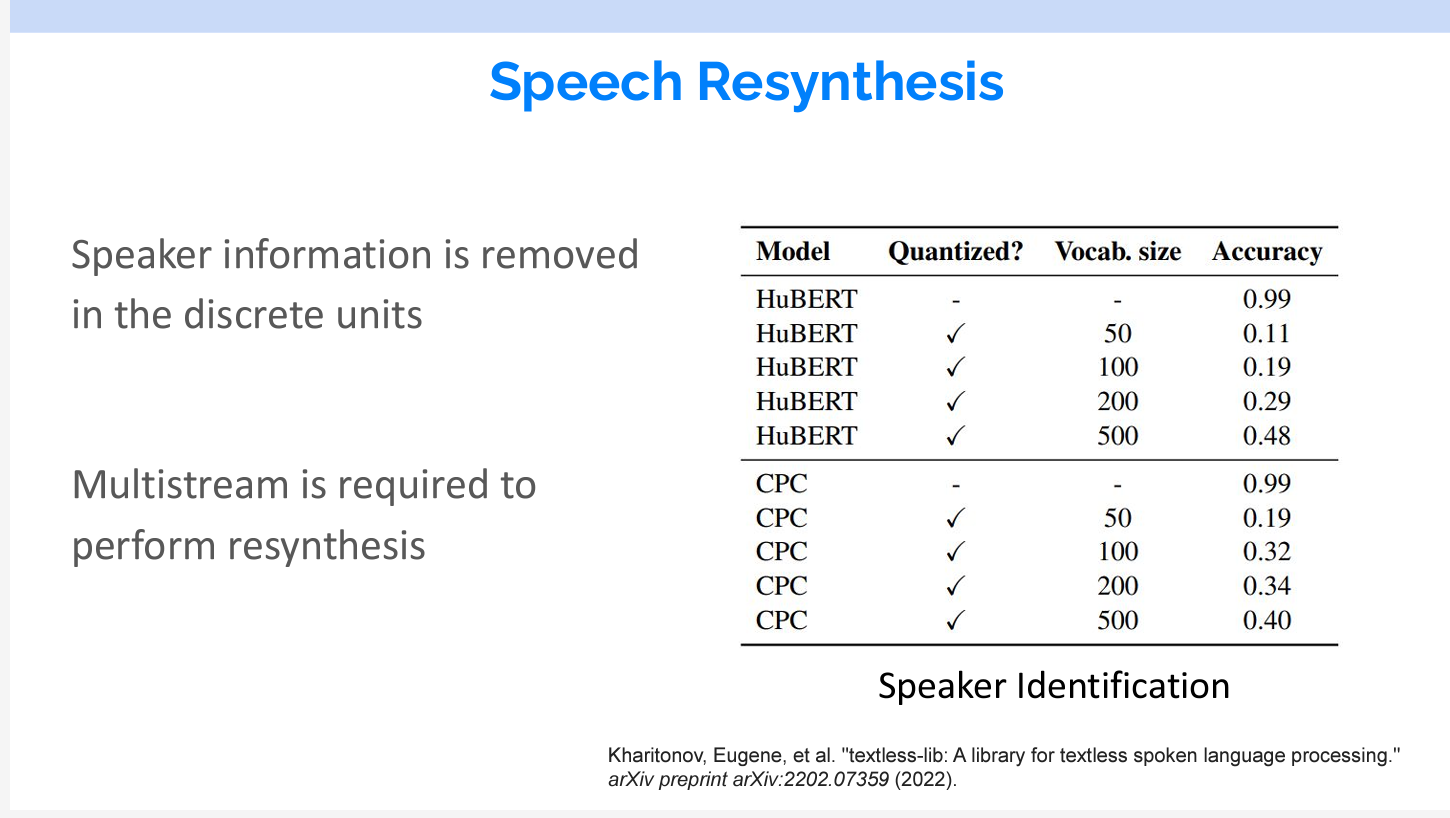 Speech Resynthesis
Speaker information is removed
in the discrete units
Multistream is required to
perform resynthesis
Model Quantized? Vocab. size Accuracy
HuBERT - - 0.99
HuBERT ✓ 50 0.11
HuBERT ✓ 100 0.19
HuBERT ✓ 200 0.29
HuBERT ✓ 500 0.48
CPC - - 0.99
CPC ✓ 50 0.19
CPC ✓ 100 0.32
CPC ✓ 200 0.34
CPC ✓ 500 0.40
Speaker Identification
Kharitonov, Eugene, et al. "textless-lib: A library for textless spoken language processing."
arXiv preprint arXiv:2202.07359 (2022).